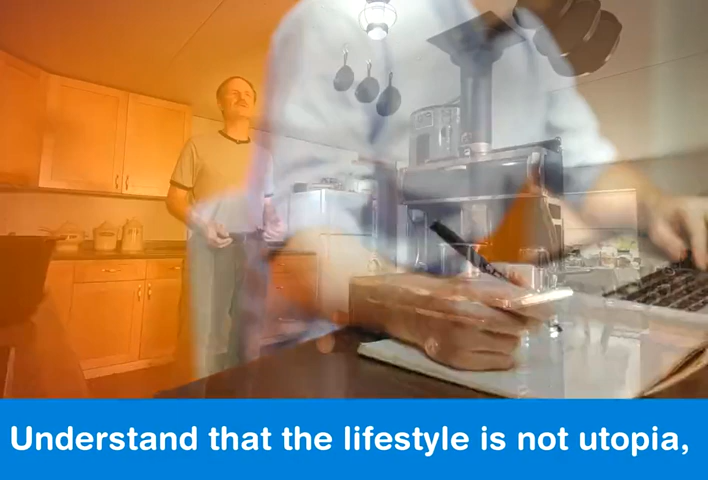 Understand that the lifestyle is not utopia,